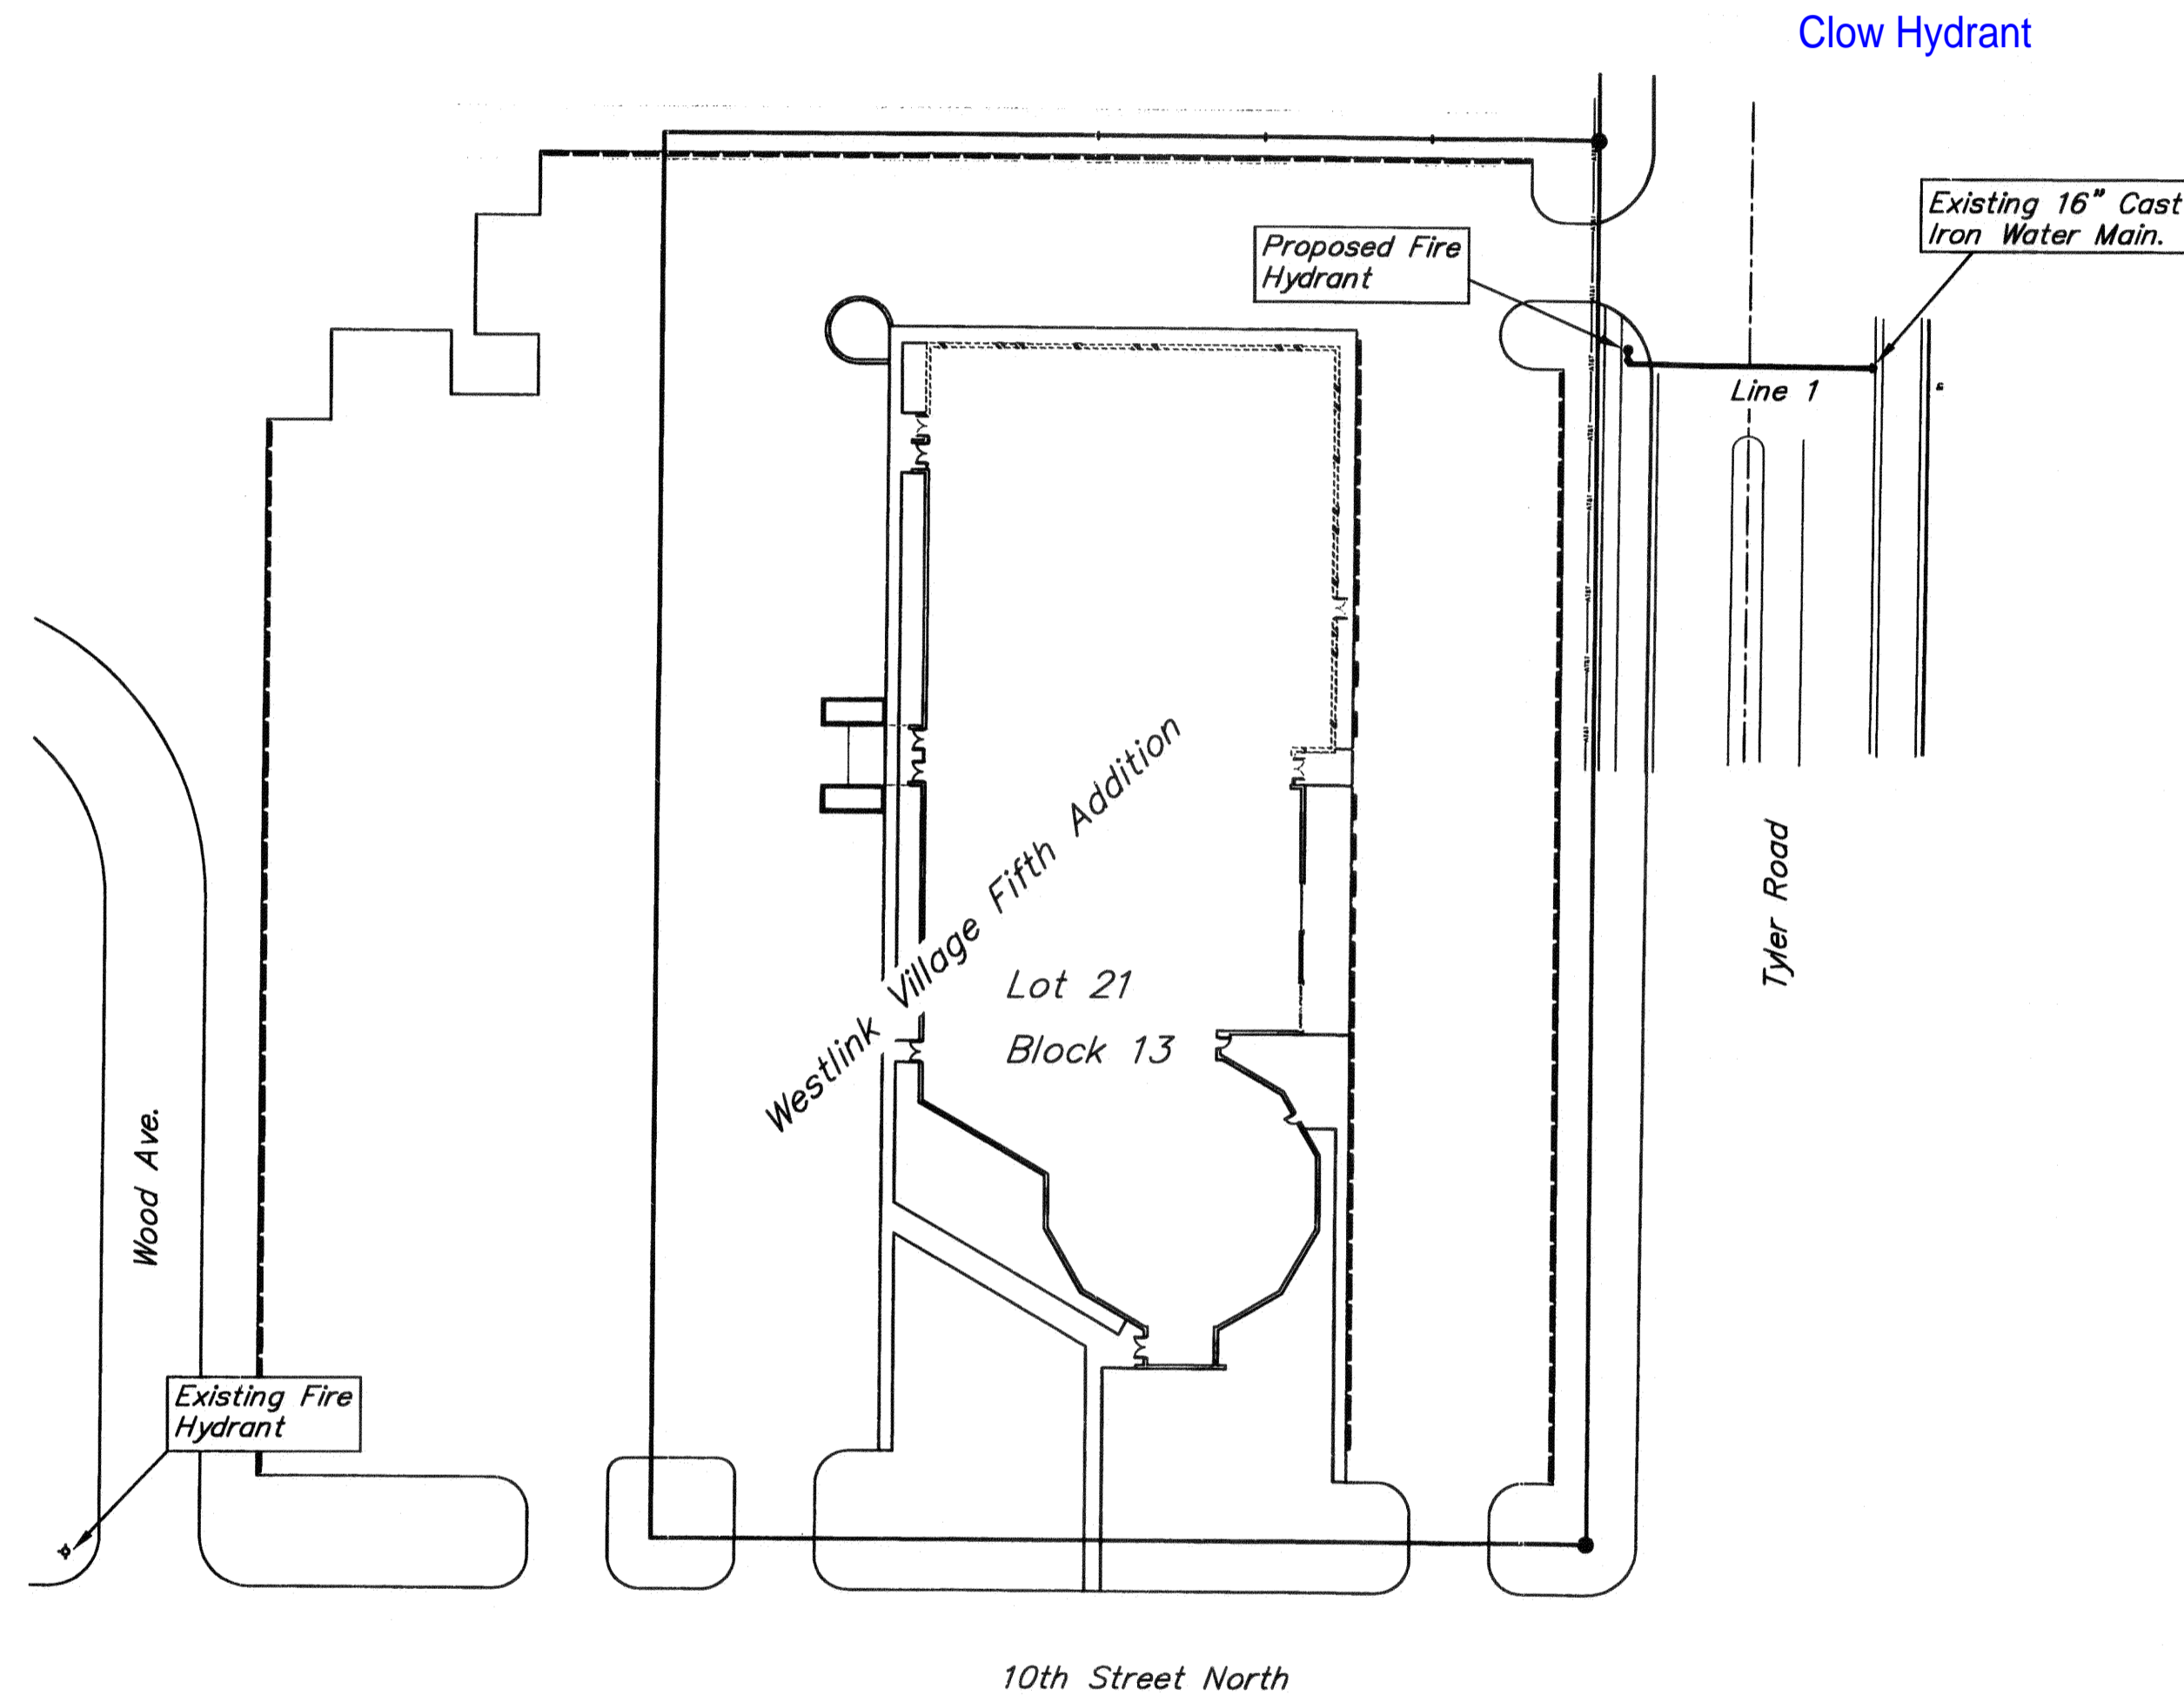 Clow Hydrant
Existing 16" Cast
Iron Water Main.
Proposed Fire
Hydrant
Line 1
Westlink Village Fifth Addition
Lot 21
Block 13
Tyler Road
Wood Ave.
Existing Fire
Hydrant
10th Street North